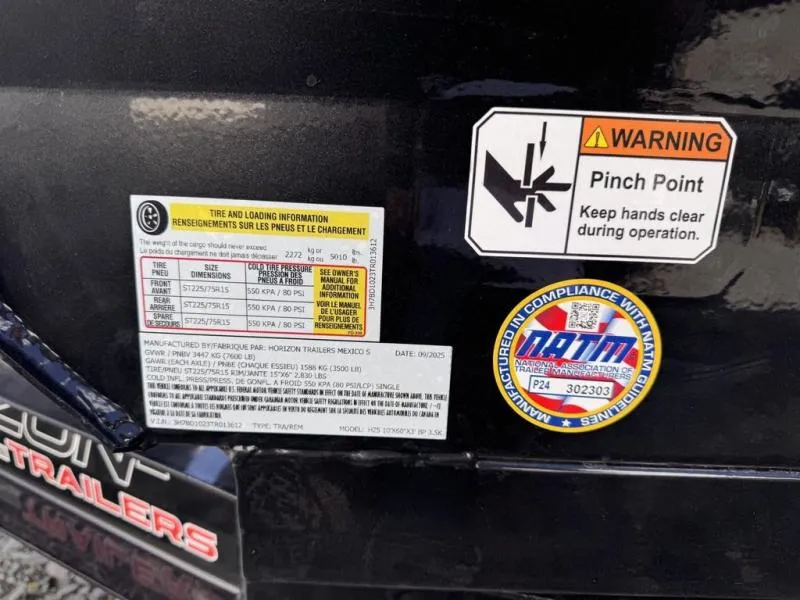 TIRE AND LOADING INFORMATION
RENSEIGNEMENTS SUR LES PNEUS ET LE CHARGEMENT
The weight of the cargo should never exceed
Le poids du chargement ne doit jamais dépasser 2272 kg or kg ou 5010 lbs. lb.
TIRE PNEU SIZE DIMENSIONS COLD TIRE PRESSURE PRESSION DES PNEUS À FROID
FRONT AVANT ST225/75R15 550 KPA / 80 PSI
REAR ARRIÈRE ST225/75R15 550 KPA / 80 PSI
SPARE DE SECOURS ST225/75R15 550 KPA / 80 PSI
SEE OWNER'S
MANUAL FOR
ADDITIONAL
INFORMATION
VOIR LE MANUEL
DE L'USAGER
POUR PLUS DE
RENSEIGNEMENTS
3H7BD1023TR013612
MANUFACTURED BY/FABRIQUE PAR: HORIZON TRAILERS MEXICO S DATE: 09/2025
GVWR / PNBV 3447 KG (7600 LB)
GAWR (EACH AXLE) / PNBE (CHAQUE ESSIEU) 1588 KG (3500 LB)
TIRE/PNEU ST225/75R15 RIM/JANTE 15"X6" 2,830 LBS
COLD INFL. PRESS/PRESS. DE GONFL. A FROID 550 KPA (80 PSI/LCP) SINGLE
V.I.N.: 3H7BD1023TR013612 TYPE: TRA/REM MODEL: HZ5 10'X60"X3' BP 3.5K
WARNING
Pinch Point
Keep hands clear
during operation.
MANUFACTURED IN COMPLIANCE WITH NATM GUIDELINES
NATM
NATIONAL ASSOCIATION OF
TRAILER MANUFACTURERS
P24 302303
ZON
TRAILERS